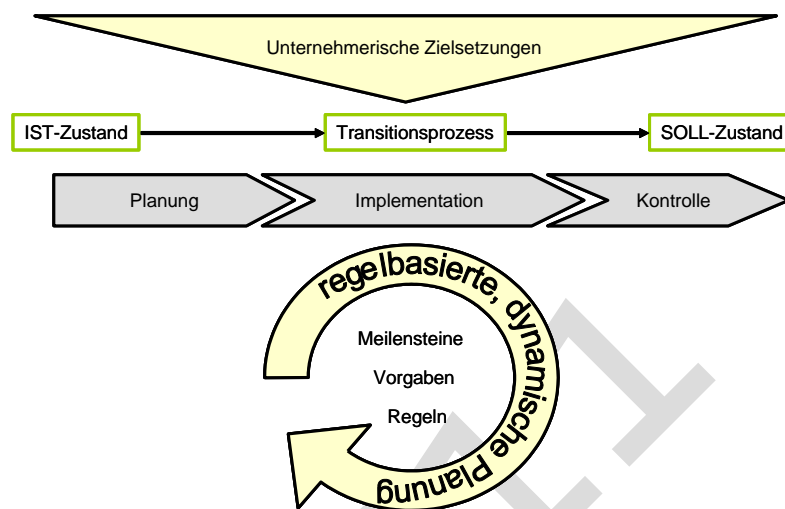 Unternehmerische Zielsetzungen
IST-Zustand
Transitionsprozess
SOLL-Zustand
Planung
Implementation
Kontrolle
regelbasierte, dynamische Planung
Meilensteine
Vorgaben
Regeln